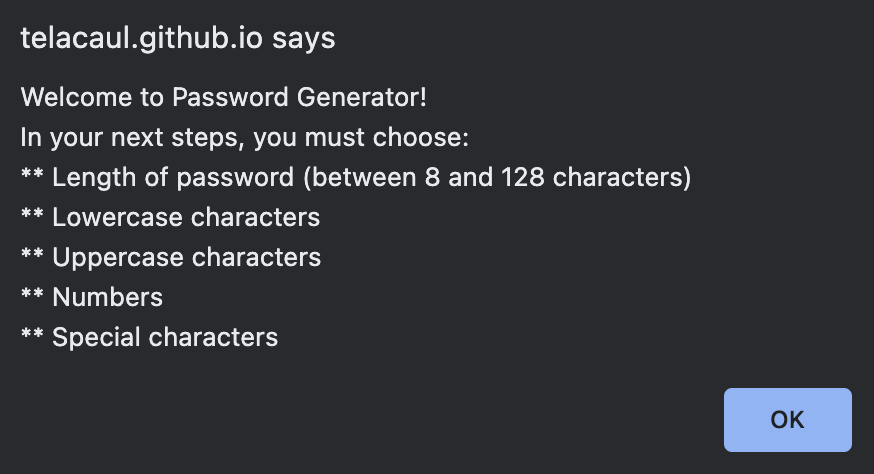 telacaul.github.io says
Welcome to Password Generator!
In your next steps, you must choose:
** Length of password (between 8 and 128 characters)
** Lowercase characters
** Uppercase characters
** Numbers
** Special characters
OK